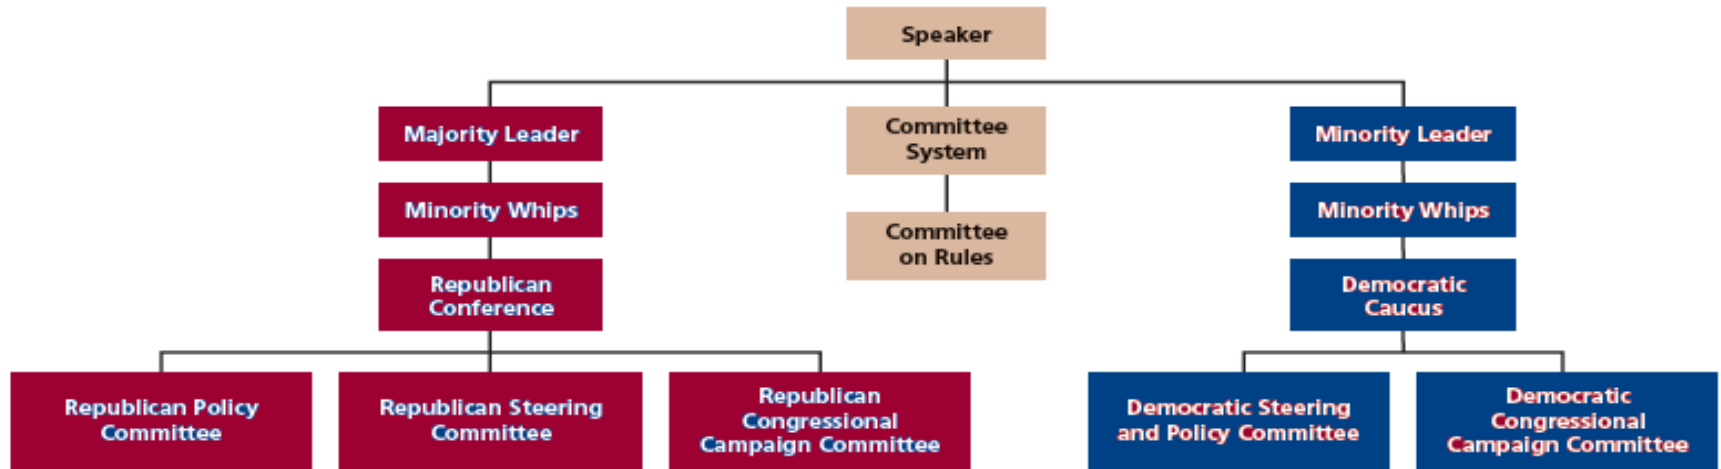 Speaker
Majority Leader
Committee
System
Minority Leader
Minority Whips
Committee
on Rules
Minority Whips
Republican
Conference
Democratic
Caucus
Republican Policy
Committee
Republican Steering
Committee
Republican
Congressional
Campaign Committee
Democratic Steering
and Policy Committee
Democratic
Congressional
Campaign Committee